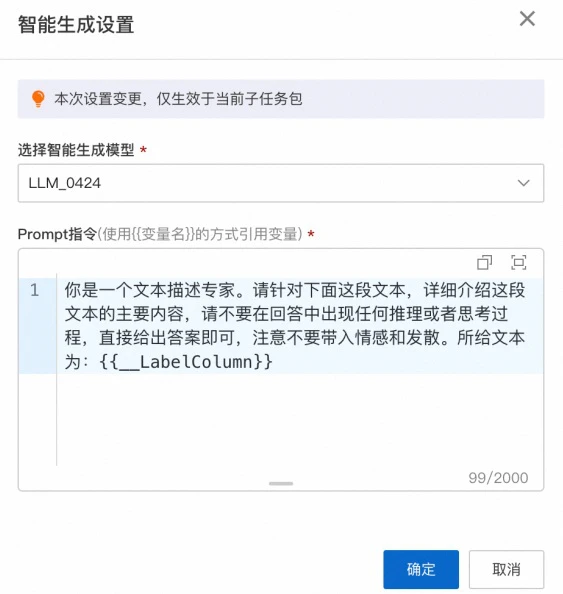 智能生成设置
本次设置变更，仅生效于当前子任务包
选择智能生成模型 *
LLM_0424
Prompt指令(使用{{变量名}}的方式引用变量) *
1 你是一个文本描述专家。请针对下面这段文本，详细介绍这段
文本的主要内容，请不要在回答中出现任何推理或者思考过
程，直接给出答案即可，注意不要带入情感和发散。所给文本
为：{{__LabelColumn}}
99/2000
确定 取消